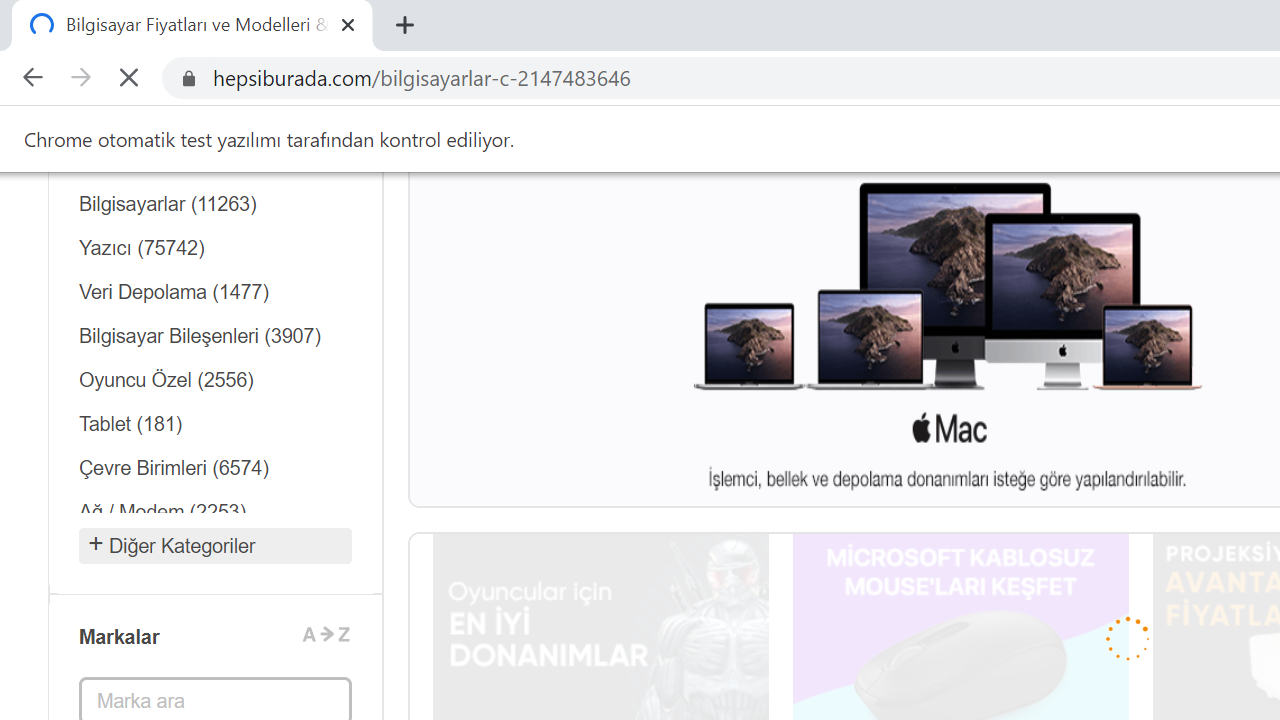 Bilgisayar Fiyatları ve Modelleri &
hepsiburada.com/bilgisayarlar-c-2147483646
Chrome otomatik test yazılımı tarafından kontrol ediliyor.
Bilgisayarlar (11263)
Yazıcı (75742)
Veri Depolama (1477)
Bilgisayar Bileşenleri (3907)
Oyuncu Özel (2556)
Tablet (181)
Çevre Birimleri (6574)
Ağ / Modem (2253)
+ Diğer Kategoriler
Markalar
A → Z
Marka ara
Mac
İşlemci, bellek ve depolama donanımları isteğe göre yapılandırılabilir.
Oyuncular için
EN İYİ
DONANIMLAR
MİCROSOFT KABLOSUZ
MOUSE'LARI KEŞFET
PROJEKSİY
AVANTA
FİYATLA